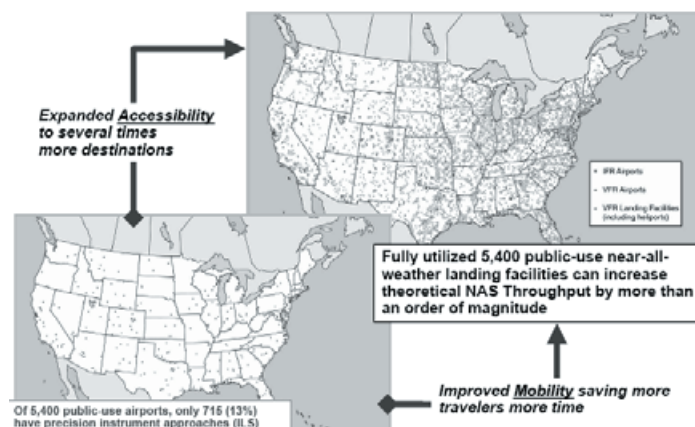 Expanded Accessibility
to several times
more destinations
IFR Airports
VFR Airports
VFR Landing Facilities
(including heliports)
Fully utilized 5,400 public-use near-all-
weather landing facilities can increase
theoretical NAS Throughput by more than
an order of magnitude
Improved Mobility saving more
travelers more time
Of 5,400 public-use airports, only 715 (13%)
have precision instrument approaches (ILS)